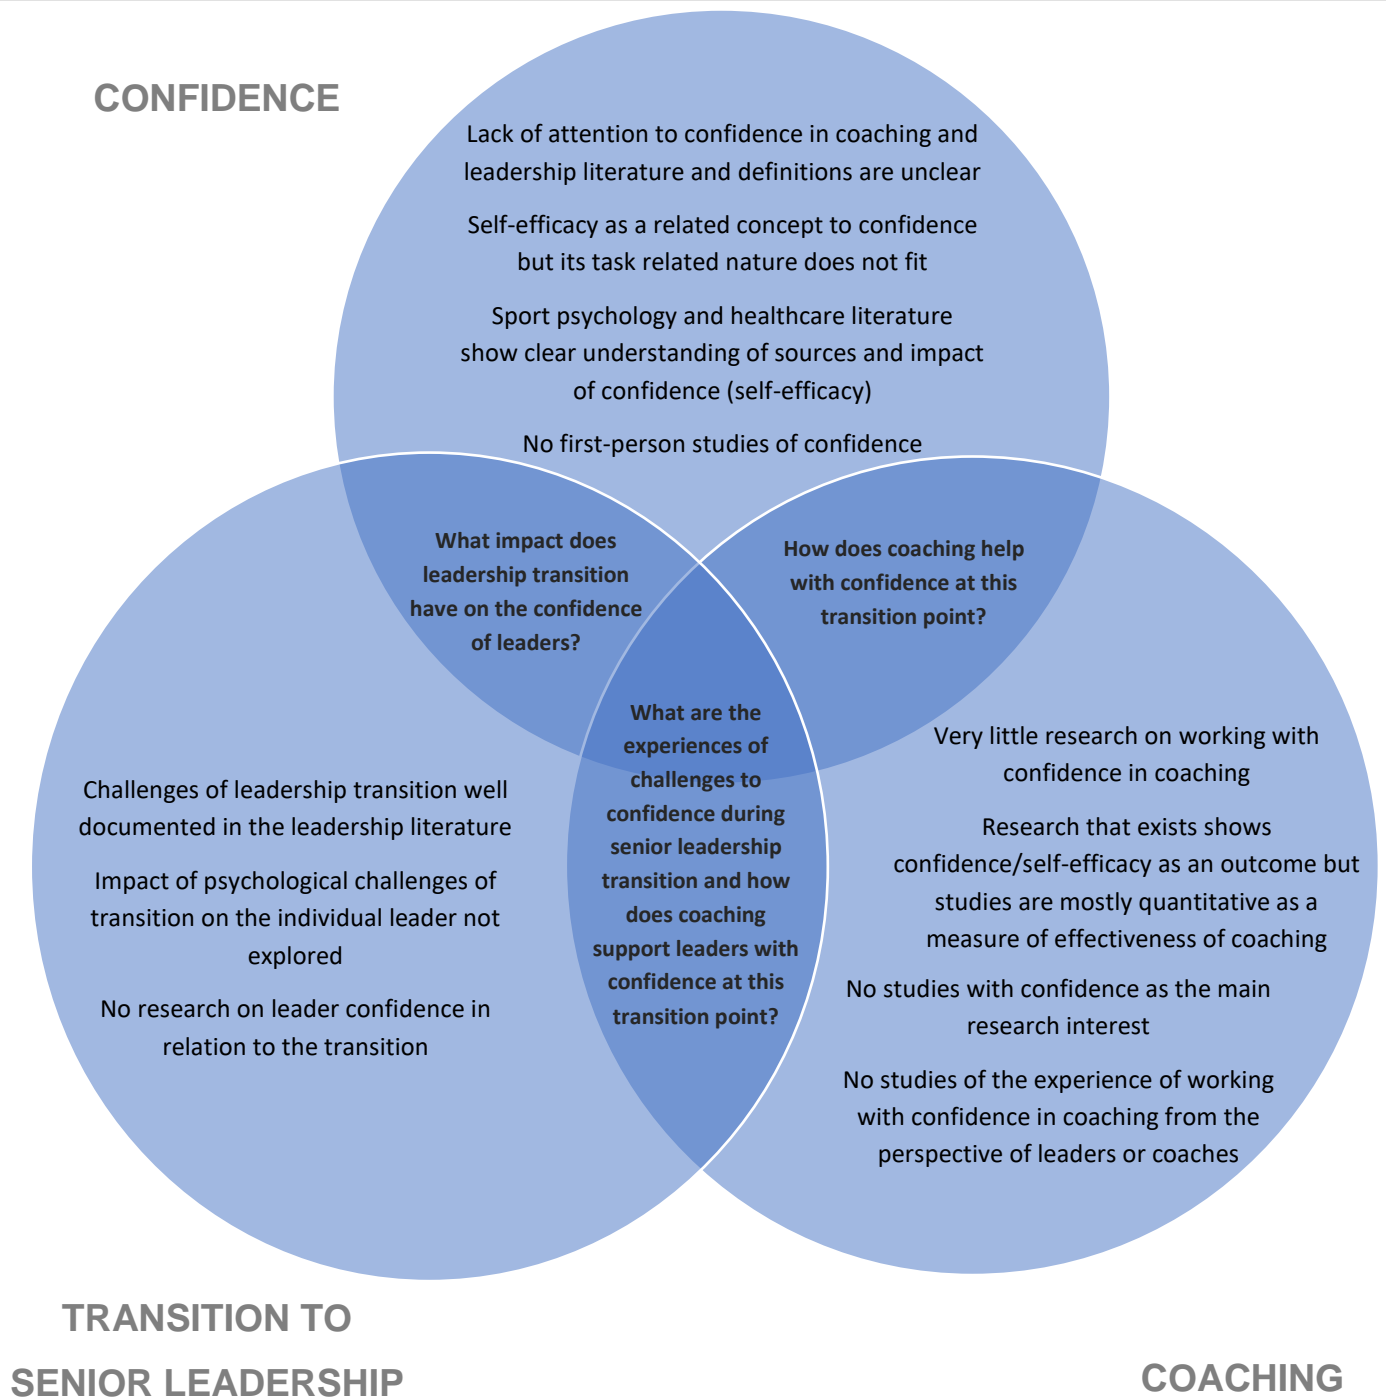 CONFIDENCE
Lack of attention to confidence in coaching and
leadership literature and definitions are unclear
Self-efficacy as a related concept to confidence
but its task related nature does not fit
Sport psychology and healthcare literature
show clear understanding of sources and impact
of confidence (self-efficacy)
No first-person studies of confidence
What impact does
leadership transition
have on the confidence
of leaders?
How does coaching help
with confidence at this
transition point?
What are the
experiences of
challenges to
confidence during
senior leadership
transition and how
does coaching
support leaders with
confidence at this
transition point?
Challenges of leadership transition well
documented in the leadership literature
Impact of psychological challenges of
transition on the individual leader not
explored
No research on leader confidence in
relation to the transition
Very little research on working with
confidence in coaching
Research that exists shows
confidence/self-efficacy as an outcome but
studies are mostly quantitative as a
measure of effectiveness of coaching
No studies with confidence as the main
research interest
No studies of the experience of working
with confidence in coaching from the
perspective of leaders or coaches
TRANSITION TO
SENIOR LEADERSHIP
COACHING